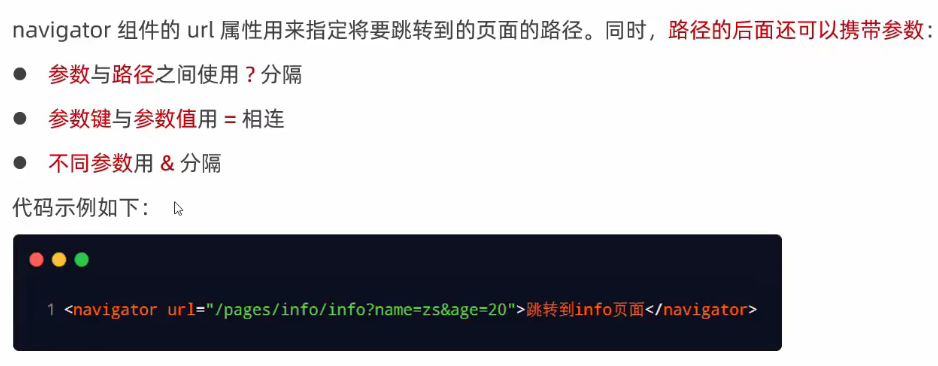 navigator 组件的 url 属性用来指定将要跳转到的页面的路径。同时，路径的后面还可以携带参数：
● 参数与路径之间使用 ? 分隔
● 参数键与参数值用 = 相连
● 不同参数用 & 分隔
代码示例如下：
1 <navigator url="/pages/info/info?name=zs&age=20">跳转到info页面</navigator>